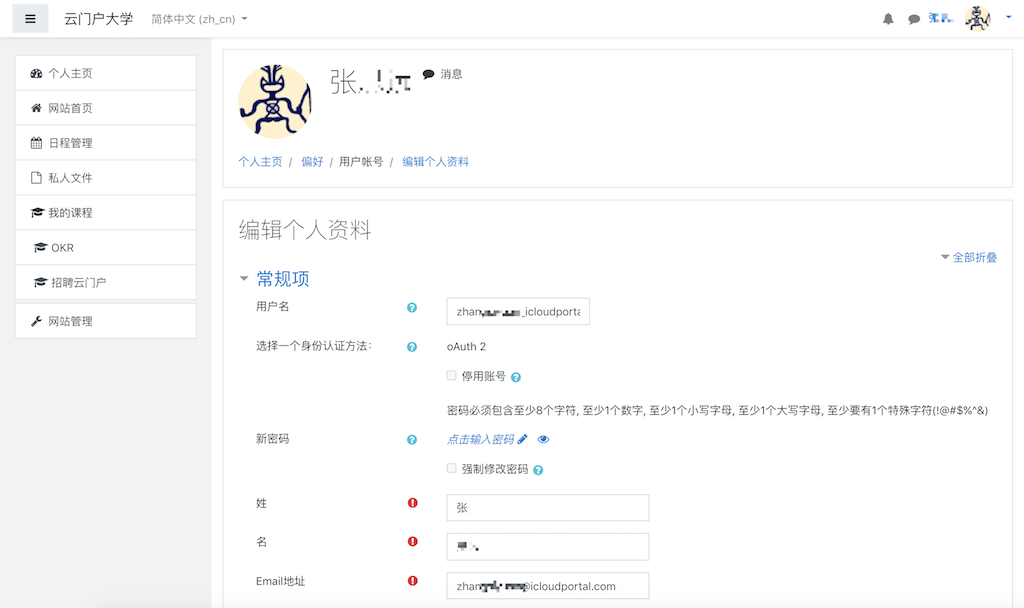 云门户大学 简体中文 (zh_cn)
个人主页
网站首页
日程管理
私人文件
我的课程
OKR
招聘云门户
网站管理
张 消息
个人主页 / 偏好 / 用户帐号 / 编辑个人资料
编辑个人资料
全部折叠
常规项
用户名 _icloudporta
选择一个身份认证方法： oAuth 2
停用账号
密码必须包含至少8个字符, 至少1个数字, 至少1个小写字母, 至少1个大写字母, 至少要有1个特殊字符(!@#$%^&)
新密码 点击输入密码
强制修改密码
姓 张
名
Email地址 @icloudportal.com